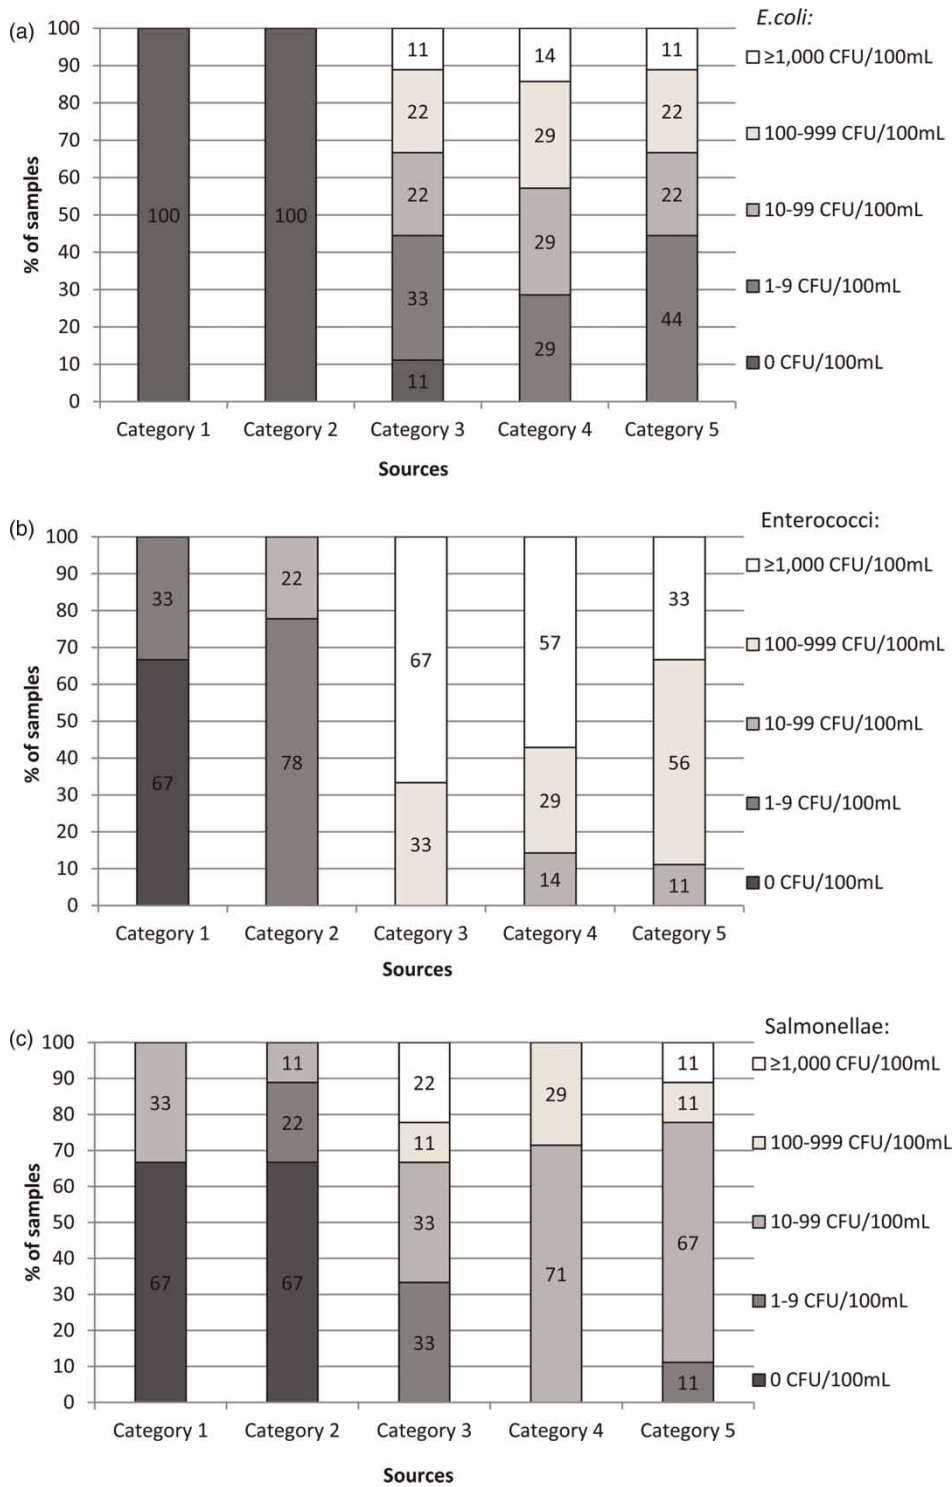 (a)
E.coli:
100
90
80
70
60
50
40
30
20
10
0
% of samples
100
100
11
22
22
33
11
14
29
29
29
11
22
22
44
≥1,000 CFU/100mL
100-999 CFU/100mL
10-99 CFU/100mL
1-9 CFU/100mL
0 CFU/100mL
Category 1 Category 2 Category 3 Category 4 Category 5
Sources
(b)
Enterococci:
100
90
80
70
60
50
40
30
20
10
0
% of samples
33
67
22
78
67
33
57
29
14
33
56
11
≥1,000 CFU/100mL
100-999 CFU/100mL
10-99 CFU/100mL
1-9 CFU/100mL
0 CFU/100mL
Category 1 Category 2 Category 3 Category 4 Category 5
Sources
(c)
Salmonellae:
100
90
80
70
60
50
40
30
20
10
0
% of samples
33
67
11
22
67
22
11
33
33
29
71
11
11
67
11
≥1,000 CFU/100mL
100-999 CFU/100mL
10-99 CFU/100mL
1-9 CFU/100mL
0 CFU/100mL
Category 1 Category 2 Category 3 Category 4 Category 5
Sources